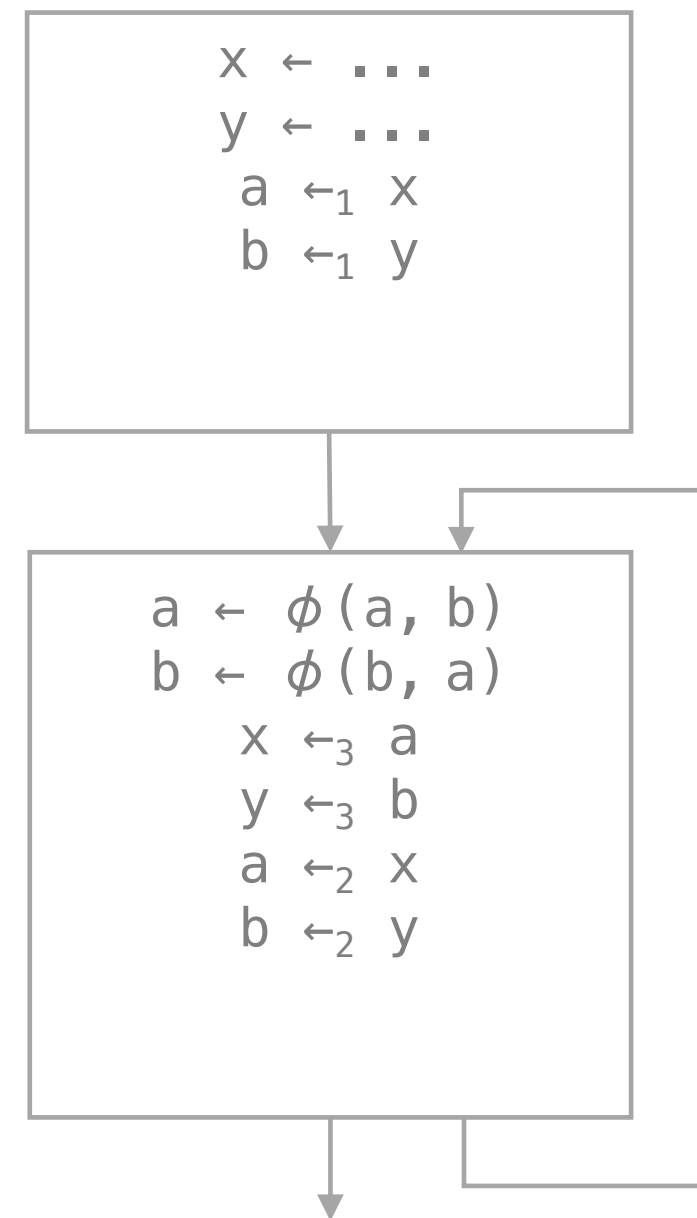 x ← ...
y ← ...
a ←₁ x
b ←₁ y
a ← ϕ(a, b)
b ← ϕ(b, a)
x ←₃ a
y ←₃ b
a ←₂ x
b ←₂ y